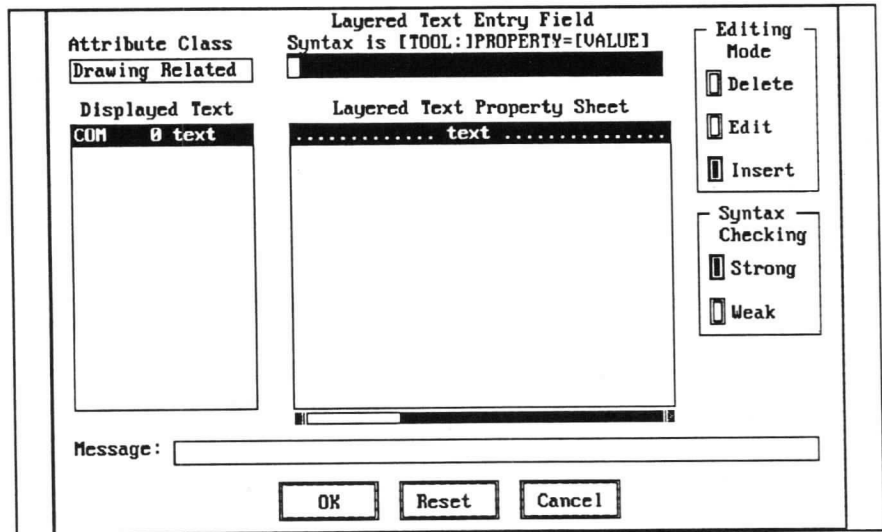 Layered Text Entry Field
Syntax is [TOOL:]PROPERTY=[VALUE]
Attribute Class
Drawing Related
Displayed Text
COM 0 text
Layered Text Property Sheet
............. text ...............
Editing
Mode
Delete
Edit
Insert
Syntax
Checking
Strong
Weak
Message:
OK
Reset
Cancel